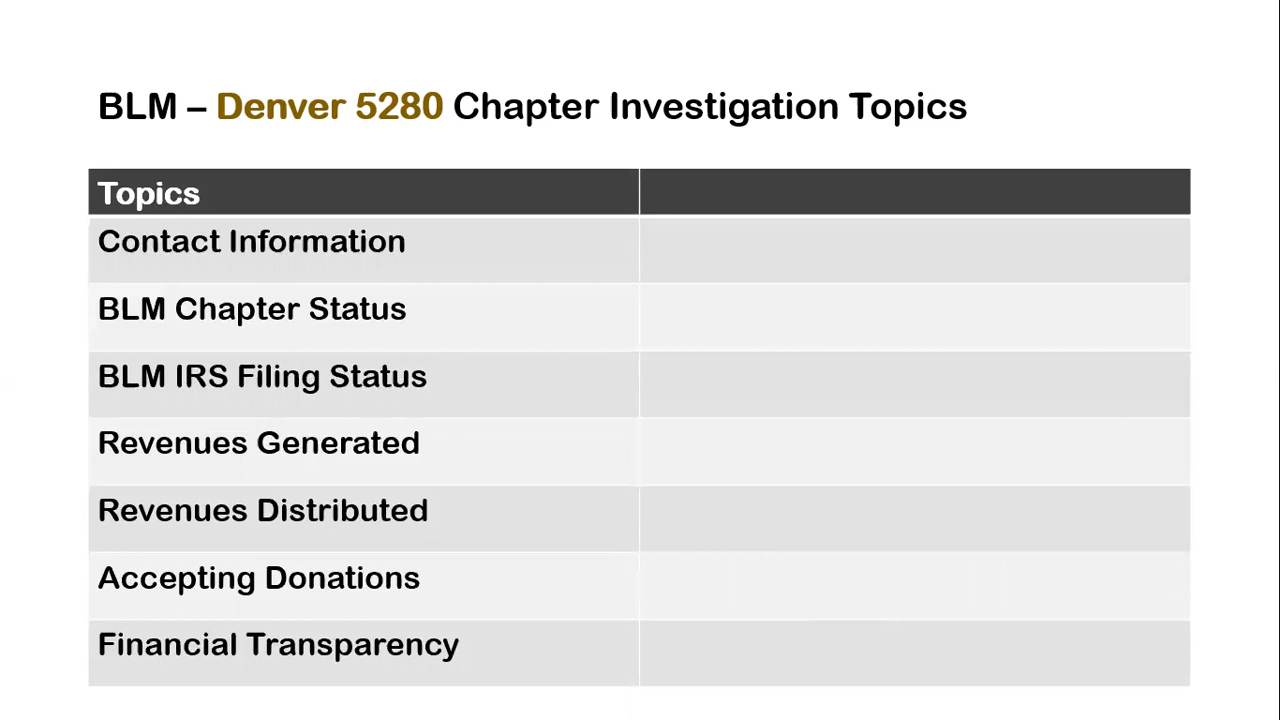 BLM – Denver 5280 Chapter Investigation Topics
Topics
Contact Information
BLM Chapter Status
BLM IRS Filing Status
Revenues Generated
Revenues Distributed
Accepting Donations
Financial Transparency